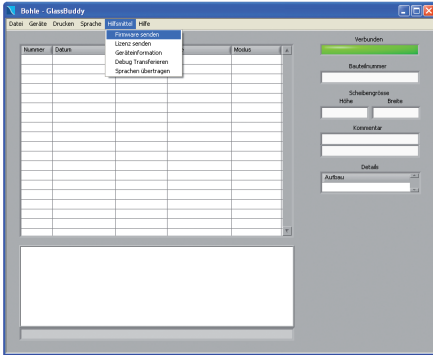 Bohle - GlassBuddy
Datei Geräte Drucken Sprache Hilfsmittel Hilfe
Firmware senden
Lizenz senden
Geräteinformation
Debug Transferieren
Sprachen übertragen
Nummer Datum Modus
Verbunden
Bauteilnummer
Scheibengrösse
Höhe Breite
Kommentar
Details
Aufbau